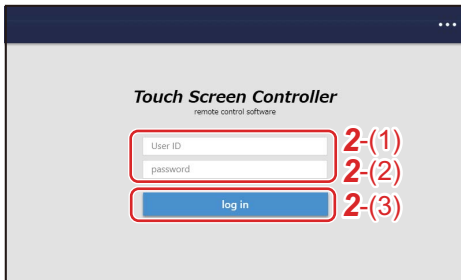 •••
Touch Screen Controller
remote control software
User ID
2-(1)
password
2-(2)
log in
2-(3)